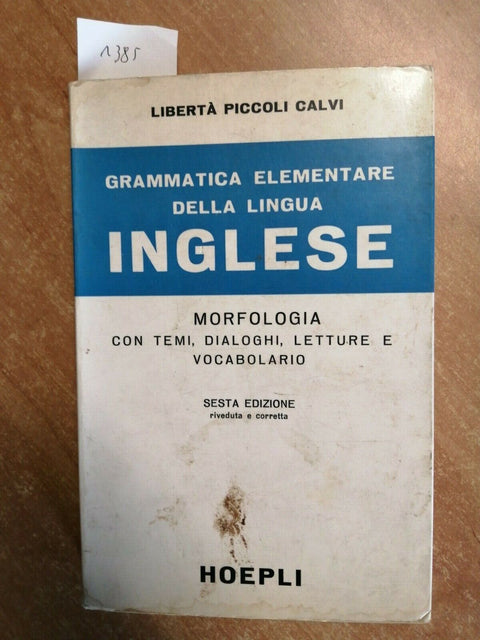 1385
LIBERTÀ PICCOLI CALVI
GRAMMATICA ELEMENTARE
DELLA LINGUA
INGLESE
MORFOLOGIA
CON TEMI, DIALOGHI, LETTURE E
VOCABOLARIO
SESTA EDIZIONE
riveduta e corretta
HOEPLI